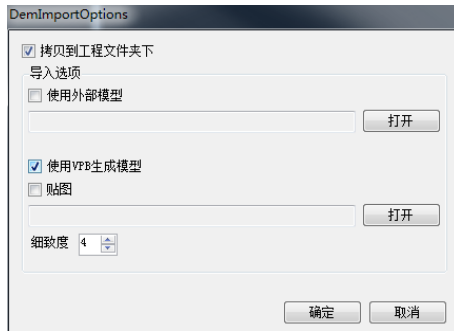 DemImportOptions
拷贝到工程文件夹下
导入选项
使用外部模型
打开
使用VPB生成模型
贴图
打开
细致度 4
确定 取消